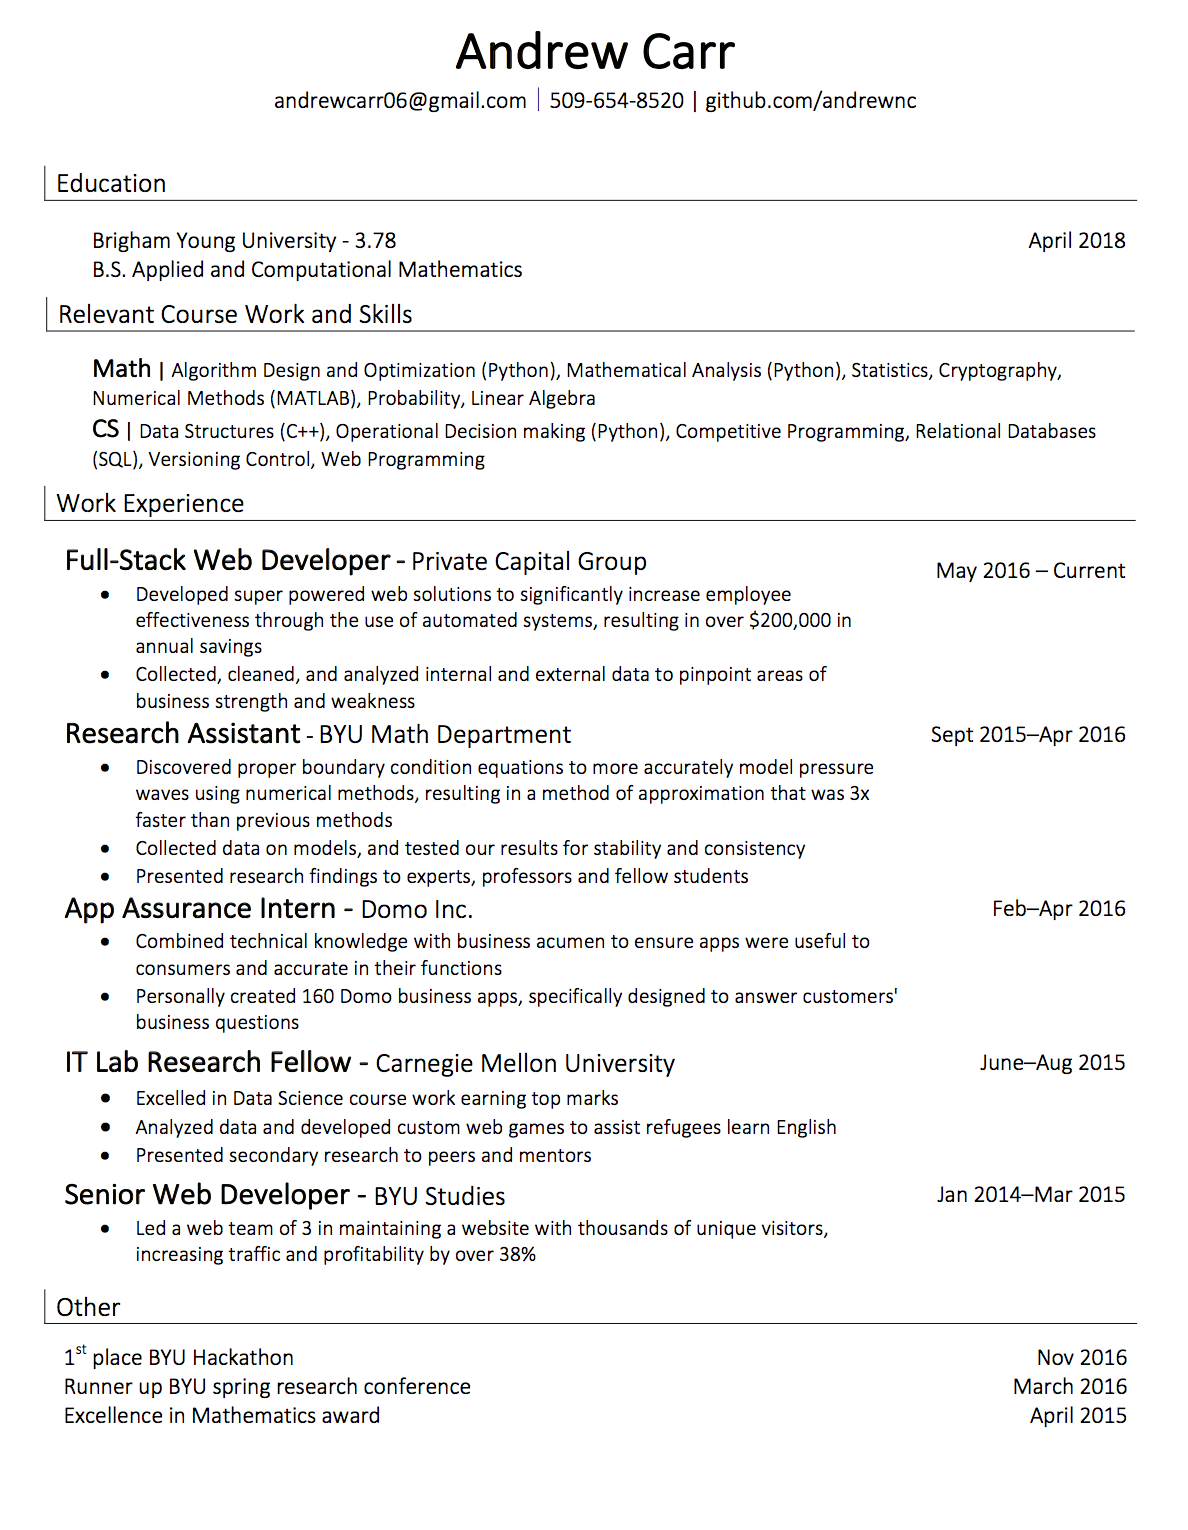 Andrew Carr
andrewcarr06@gmail.com | 509-654-8520 | github.com/andrewnc
Education
Brigham Young University - 3.78 April 2018
B.S. Applied and Computational Mathematics
Relevant Course Work and Skills
Math | Algorithm Design and Optimization (Python), Mathematical Analysis (Python), Statistics, Cryptography,
Numerical Methods (MATLAB), Probability, Linear Algebra
CS | Data Structures (C++), Operational Decision making (Python), Competitive Programming, Relational Databases
(SQL), Versioning Control, Web Programming
Work Experience
Full-Stack Web Developer - Private Capital Group May 2016 – Current
• Developed super powered web solutions to significantly increase employee
effectiveness through the use of automated systems, resulting in over $200,000 in
annual savings
• Collected, cleaned, and analyzed internal and external data to pinpoint areas of
business strength and weakness
Research Assistant - BYU Math Department Sept 2015–Apr 2016
• Discovered proper boundary condition equations to more accurately model pressure
waves using numerical methods, resulting in a method of approximation that was 3x
faster than previous methods
• Collected data on models, and tested our results for stability and consistency
• Presented research findings to experts, professors and fellow students
App Assurance Intern - Domo Inc. Feb–Apr 2016
• Combined technical knowledge with business acumen to ensure apps were useful to
consumers and accurate in their functions
• Personally created 160 Domo business apps, specifically designed to answer customers'
business questions
IT Lab Research Fellow - Carnegie Mellon University June–Aug 2015
• Excelled in Data Science course work earning top marks
• Analyzed data and developed custom web games to assist refugees learn English
• Presented secondary research to peers and mentors
Senior Web Developer - BYU Studies Jan 2014–Mar 2015
• Led a web team of 3 in maintaining a website with thousands of unique visitors,
increasing traffic and profitability by over 38%
Other
1st place BYU Hackathon Nov 2016
Runner up BYU spring research conference March 2016
Excellence in Mathematics award April 2015